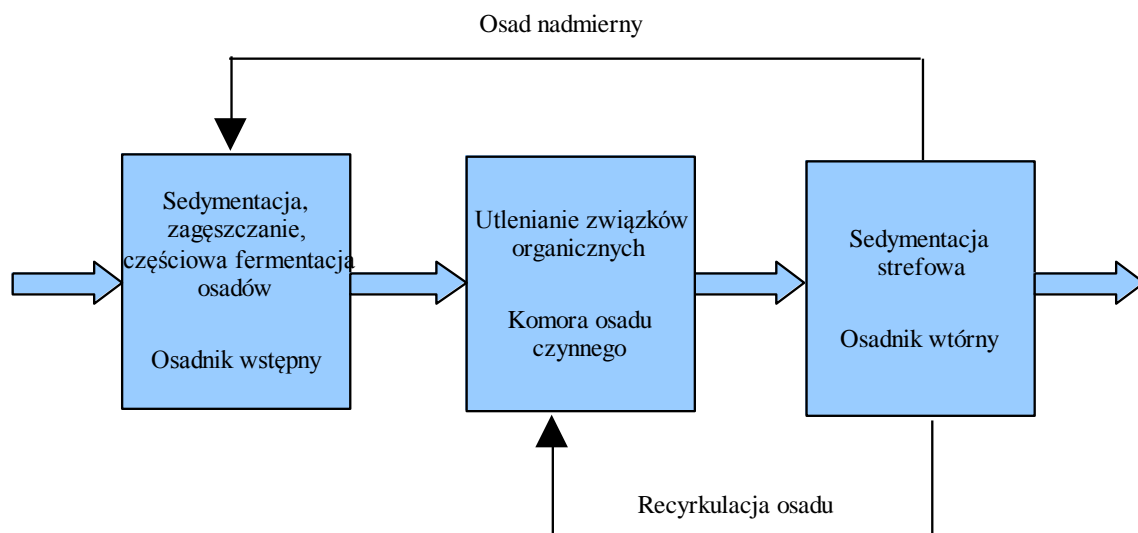 Osad nadmierny
Sedymentacja,
zagęszczanie,
częściowa fermentacja
osadów
Osadnik wstępny
Utlenianie związków
organicznych
Komora osadu
czynnego
Sedymentacja
strefowa
Osadnik wtórny
Recyrkulacja osadu